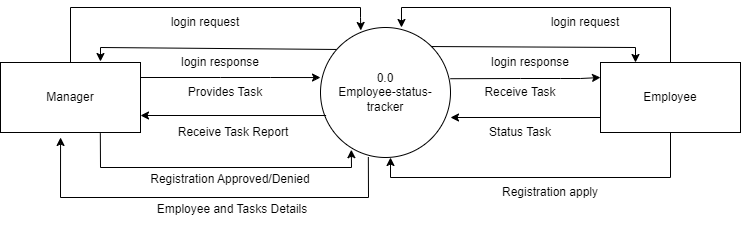 login request
login request
login response
login response
0.0
Employee-status-
tracker
Provides Task
Receive Task
Manager
Employee
Receive Task Report
Status Task
Registration Approved/Denied
Registration apply
Employee and Tasks Details